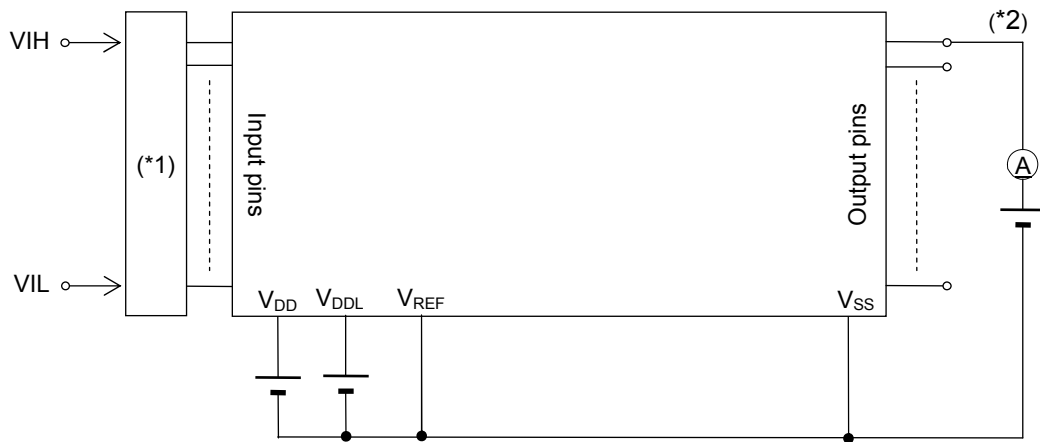 (*2)
VIH
(*1)
Input pins
Output pins
A
VIL
VDD
VDDL
VREF
VSS